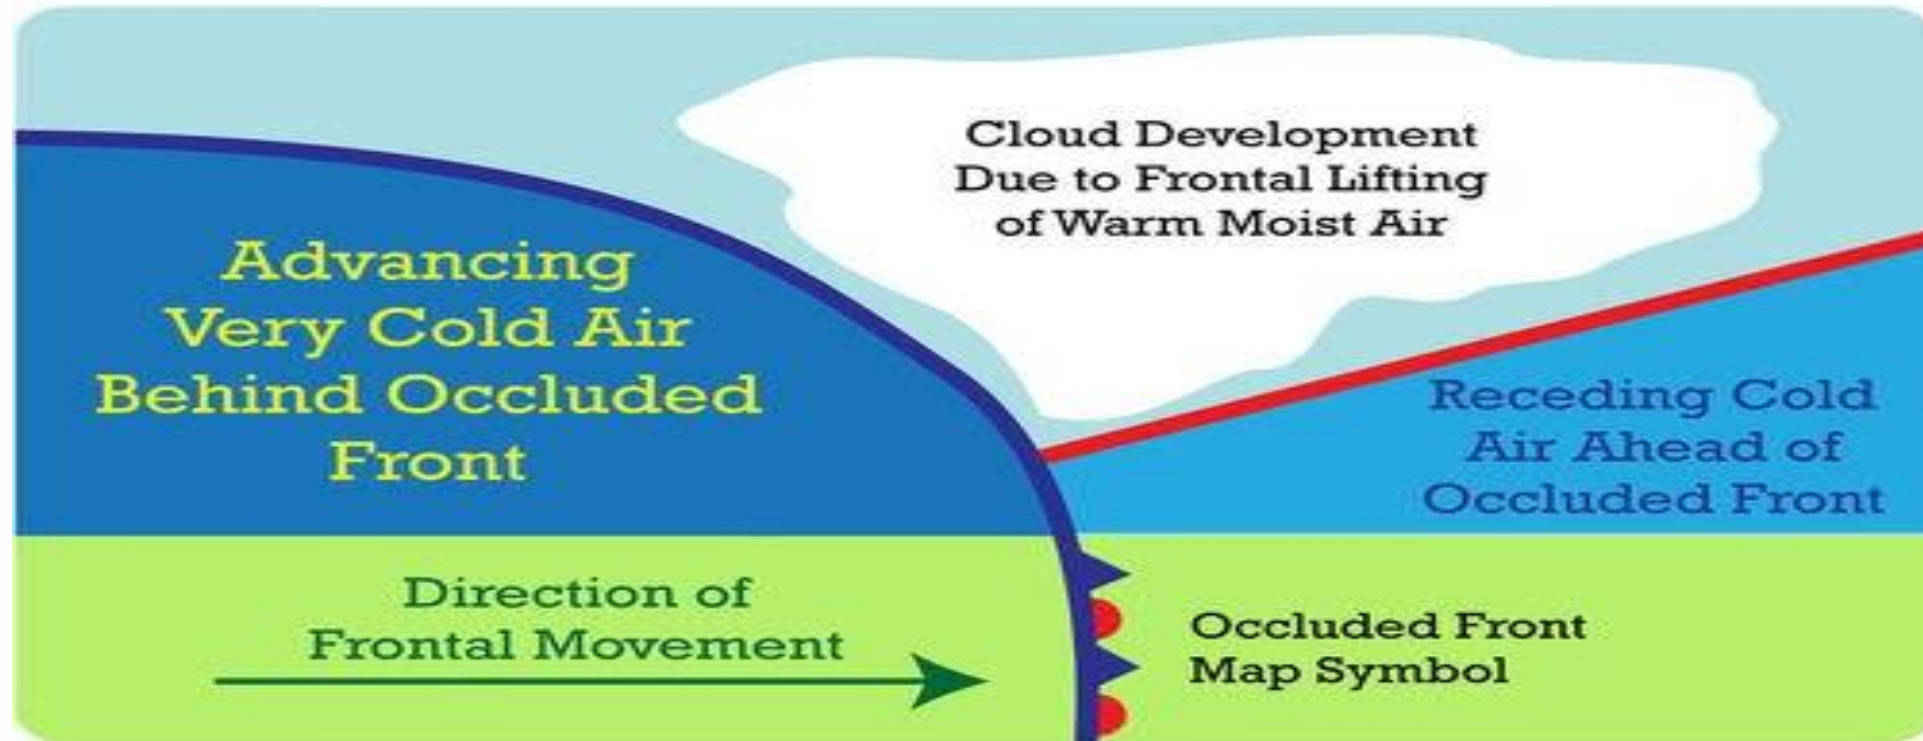 Cloud Development
Due to Frontal Lifting
of Warm Moist Air
Advancing
Very Cold Air
Behind Occluded
Front
Receding Cold
Air Ahead of
Occluded Front
Direction of
Frontal Movement
Occluded Front
Map Symbol